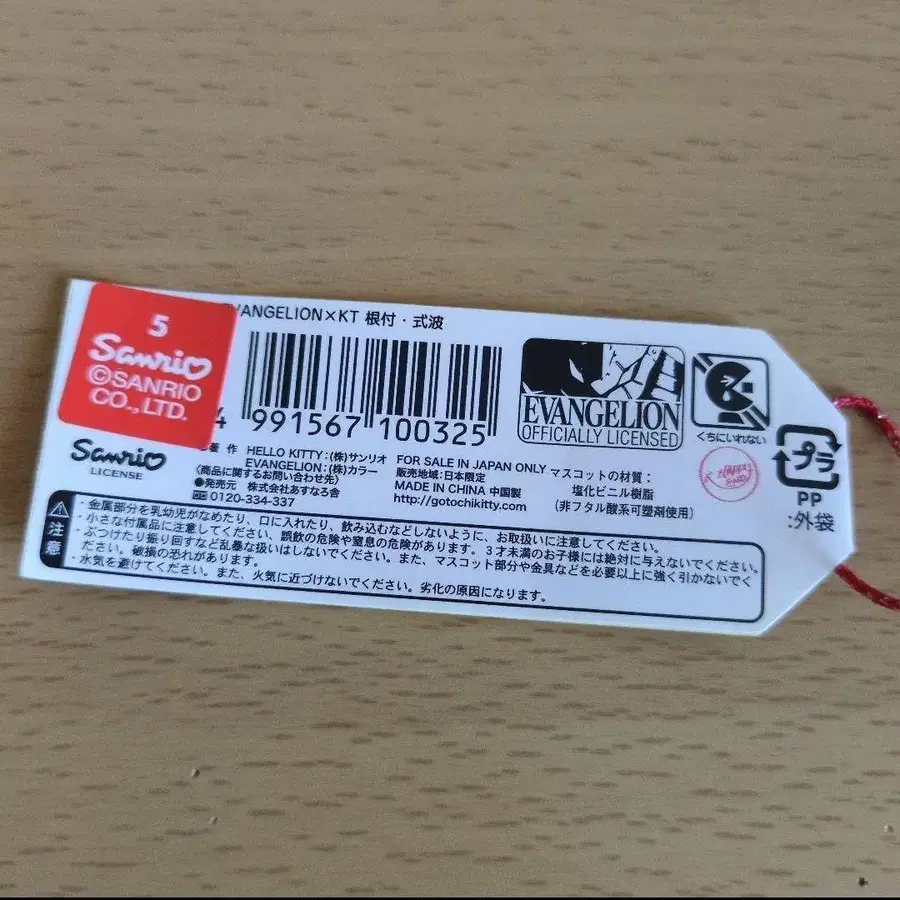 5
Sanrio
©SANRIO
CO., LTD.
EVANGELION×KT 根付・式波
4 991567 100325
EVANGELION
OFFICIALLY LICENSED
くちにいれない
プラ
PP
:外袋
Sanrio
LICENSE
著作 HELLO KITTY:(株)サンリオ
EVANGELION:(株)カラー
(商品に関するお問い合わせ先)
●発売元 株式会社あすなろ舎
0120-334-337
FOR SALE IN JAPAN ONLY
販売地域:日本限定
MADE IN CHINA 中国製
http://gotochikitty.com
マスコットの材質:
塩化ビニル樹脂
(非フタル酸系可塑剤使用)
注意
・金属部分を乳幼児がなめたり、口に入れたり、飲み込むなどしないように、お取扱いに注意してください。
・小さな付属品に注意してください。誤飲の危険や窒息の危険があります。3才未満のお子様には絶対に与えないでください。
・ぶつけたり振り回すなど乱暴な扱いはしないでください。また、マスコット部分や金具などを必要以上に強く引かないでく
ださい。破損の恐れがあります。
・水気を避けてください。また、火気に近づけないでください。劣化の原因になります。